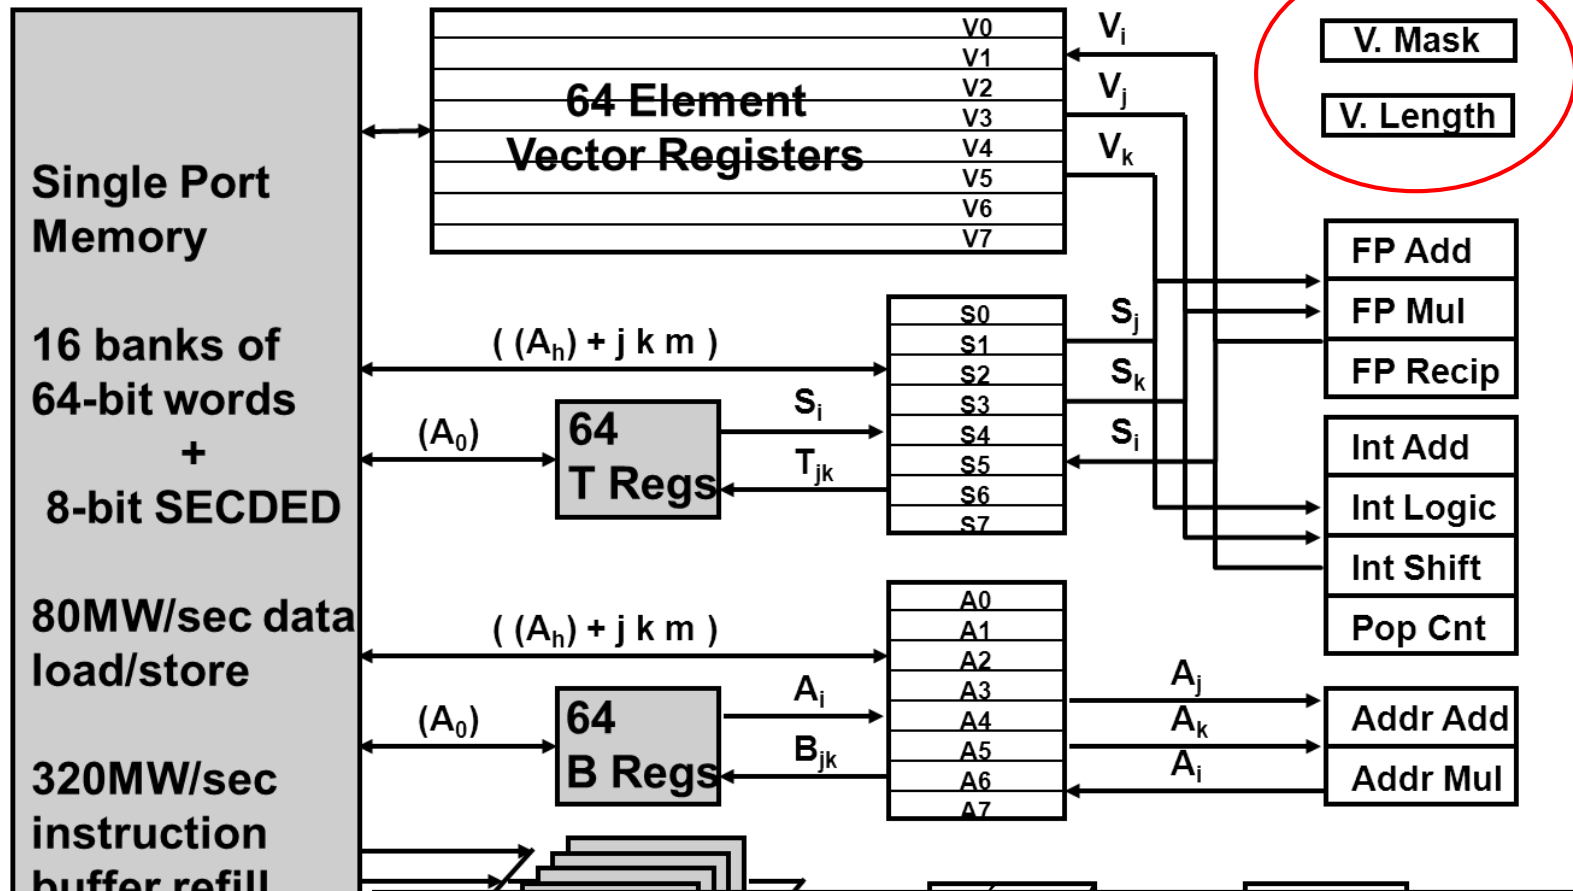 Single Port
Memory
16 banks of
64-bit words
+
8-bit SECDED
80MW/sec data
load/store
320MW/sec
instruction
buffer refill
64 Element
Vector Registers
V0
V1
V2
V3
V4
V5
V6
V7
Vi
Vj
Vk
V. Mask
V. Length
FP Add
FP Mul
FP Recip
( (Ah) + j k m )
(A0)
64
T Regs
Si
Tjk
S0
S1
S2
S3
S4
S5
S6
S7
Sj
Sk
Si
Int Add
Int Logic
Int Shift
Pop Cnt
( (Ah) + j k m )
(A0)
64
B Regs
Ai
Bjk
A0
A1
A2
A3
A4
A5
A6
A7
Aj
Ak
Ai
Addr Add
Addr Mul